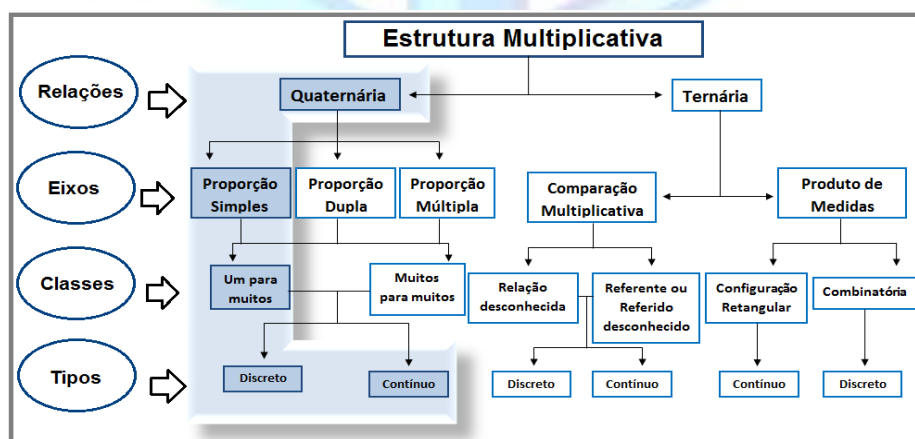 Estrutura Multiplicativa
Relações
Quaternária
Ternária
Eixos
Proporção
Simples
Proporção
Dupla
Proporção
Múltipla
Comparação
Multiplicativa
Produto de
Medidas
Classes
Um para
muitos
Muitos
para muitos
Relação
desconhecida
Referente ou
Referido
desconhecido
Configuração
Retangular
Combinatória
Tipos
Discreto
Contínuo
Discreto
Contínuo
Contínuo
Discreto